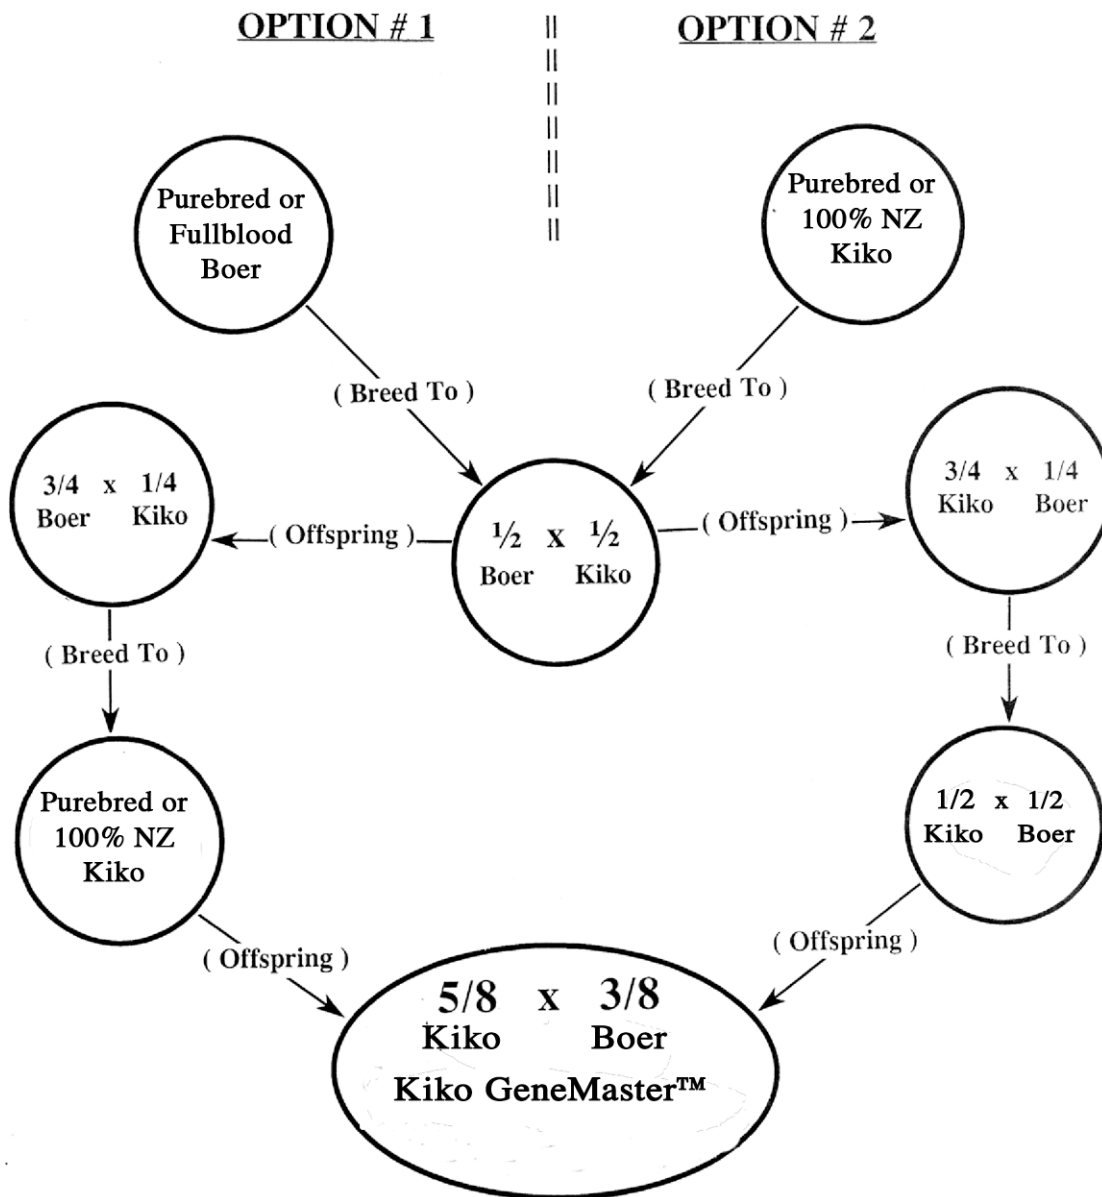 OPTION # 1
OPTION # 2
Purebred or
Fullblood
Boer
Purebred or
100% NZ
Kiko
( Breed To )
( Breed To )
3/4 x 1/4
Boer Kiko
( Offspring )
½ x ½
Boer Kiko
( Offspring )
3/4 x 1/4
Kiko Boer
( Breed To )
( Breed To )
Purebred or
100% NZ
Kiko
1/2 x 1/2
Kiko Boer
( Offspring )
( Offspring )
5/8 x 3/8
Kiko Boer
Kiko GeneMaster™